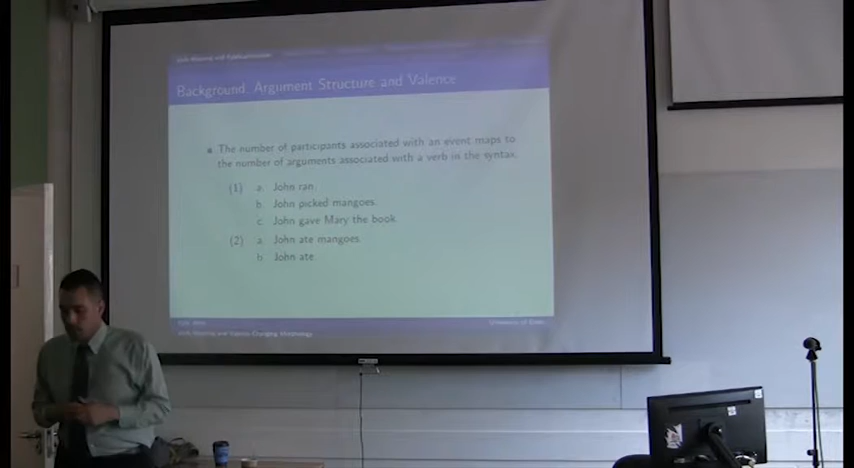 Background: Argument Structure and Valence
The number of participants associated with an event maps to
the number of arguments associated with a verb in the syntax.
(1) a. John ran
b. John picked mangoes.
c. John gave Mary the book
(2) a. John ate mangoes.
b. John ate.